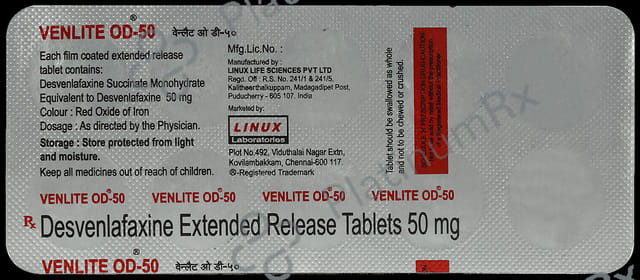 VENLITE OD®-50 वेन्लैट ओ डी-५०
Each film coated extended release
tablet contains:
Desvenlafaxine Succinate Monohydrate
Equivalent to Desvenlafaxine 50 mg
Colour : Red Oxide of Iron
Dosage : As directed by the Physician.
Storage : Store protected from light
and moisture.
Keep all medicines out of reach of children.
Mfg.Lic.No. :
Manufactured by :
LINUX LIFE SCIENCES PVT LTD
Regd. Off : R.S. No. 241/1 & 241/5,
Kalitheerthalkuppam, Madagadipet Post,
Puducherry - 605 107. India
Marketed by:
LINUX
Laboratories
Plot No.492, Viduthalai Nagar Extn,
Kovilambakkam, Chennai-600 117.
®-Registered Trademark
Tablet should be swallowed as whole
and not to be chewed or crushed.
VENLITE OD®-50 VENLITE OD®-50 VENLITE OD®-50 VENLITE OD®-50
Rx Desvenlafaxine Extended Release Tablets 50 mg
VENLITE OD®-50 वेन्लैट ओ डी-५०
PlatinumRx